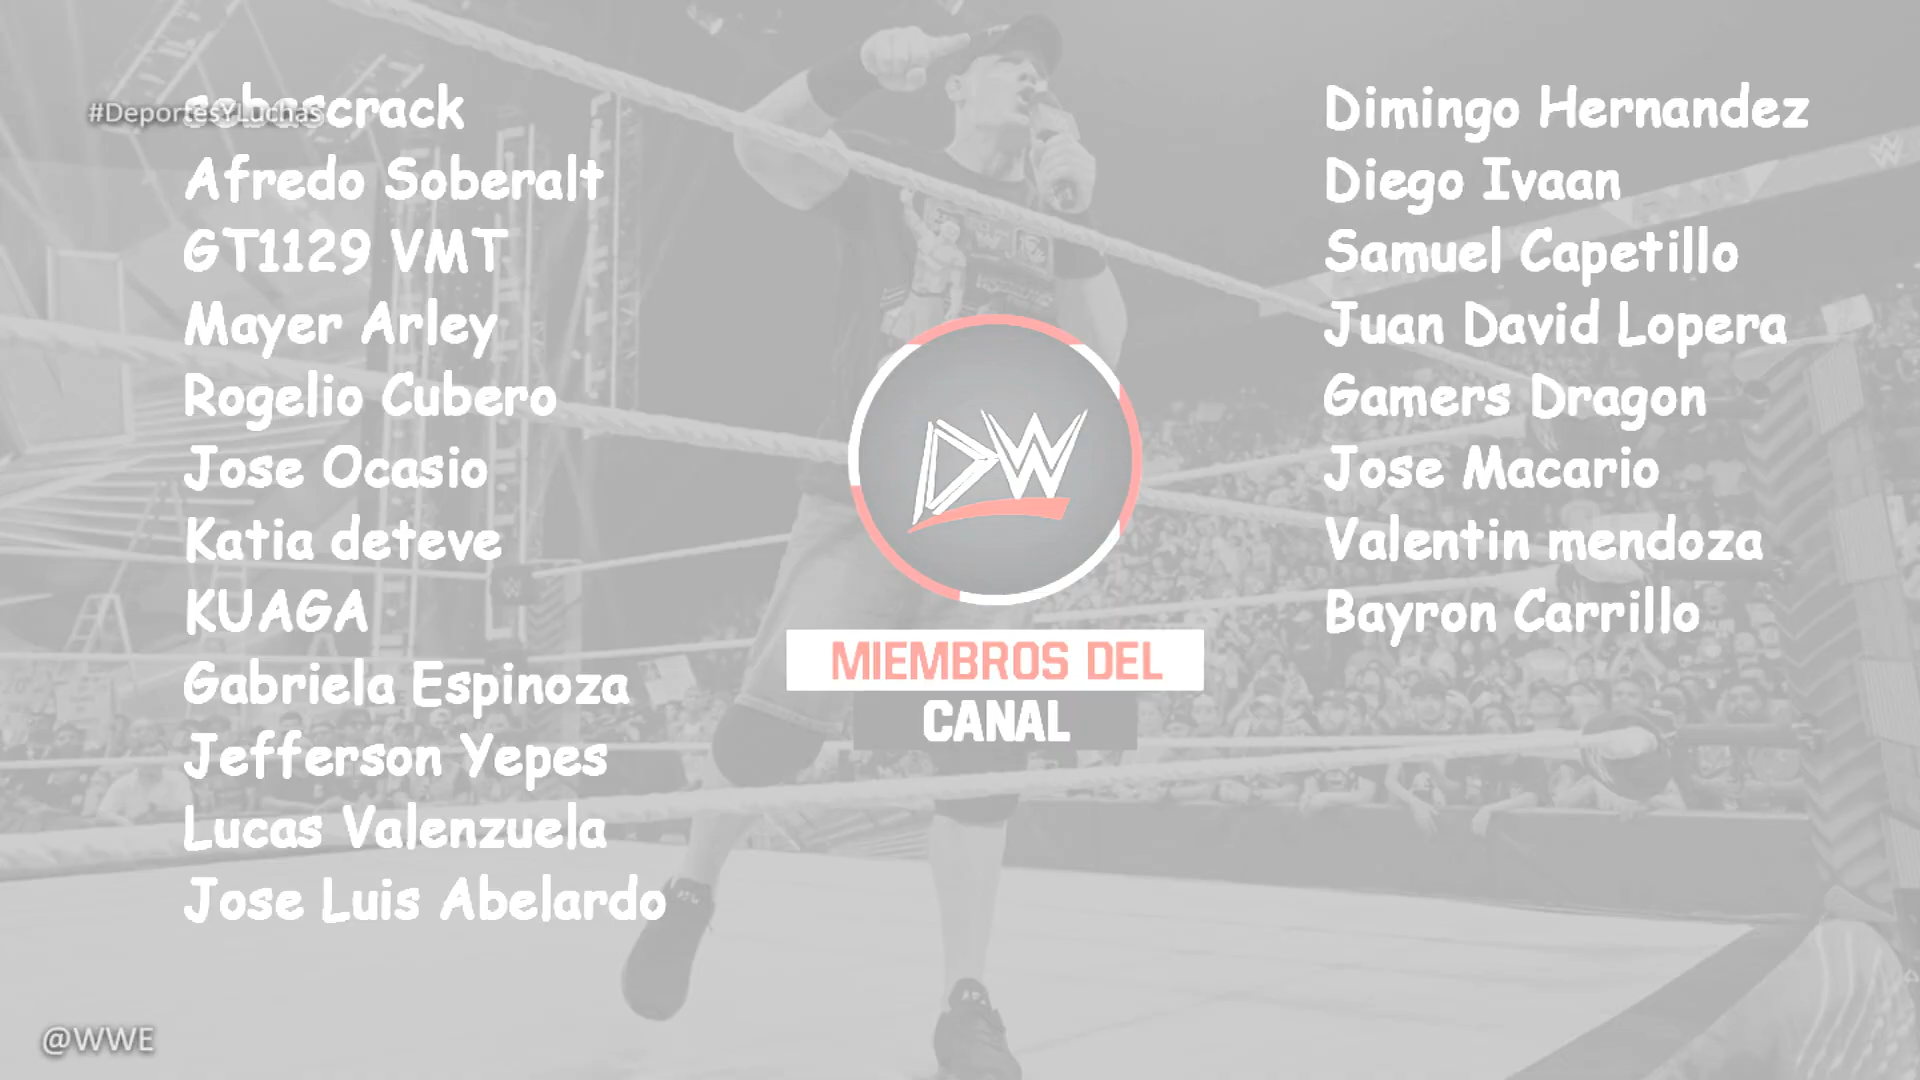 #DeportesYLuchas
sebascrack
Afredo Soberalt
GT1129 VMT
Mayer Arley
Rogelio Cubero
Jose Ocasio
Katia deteve
KUAGA
Gabriela Espinoza
Jefferson Yepes
Lucas Valenzuela
Jose Luis Abelardo
DW
MIEMBROS DEL
CANAL
Dimingo Hernandez
Diego Ivaan
Samuel Capetillo
Juan David Lopera
Gamers Dragon
Jose Macario
Valentin mendoza
Bayron Carrillo
@WWE